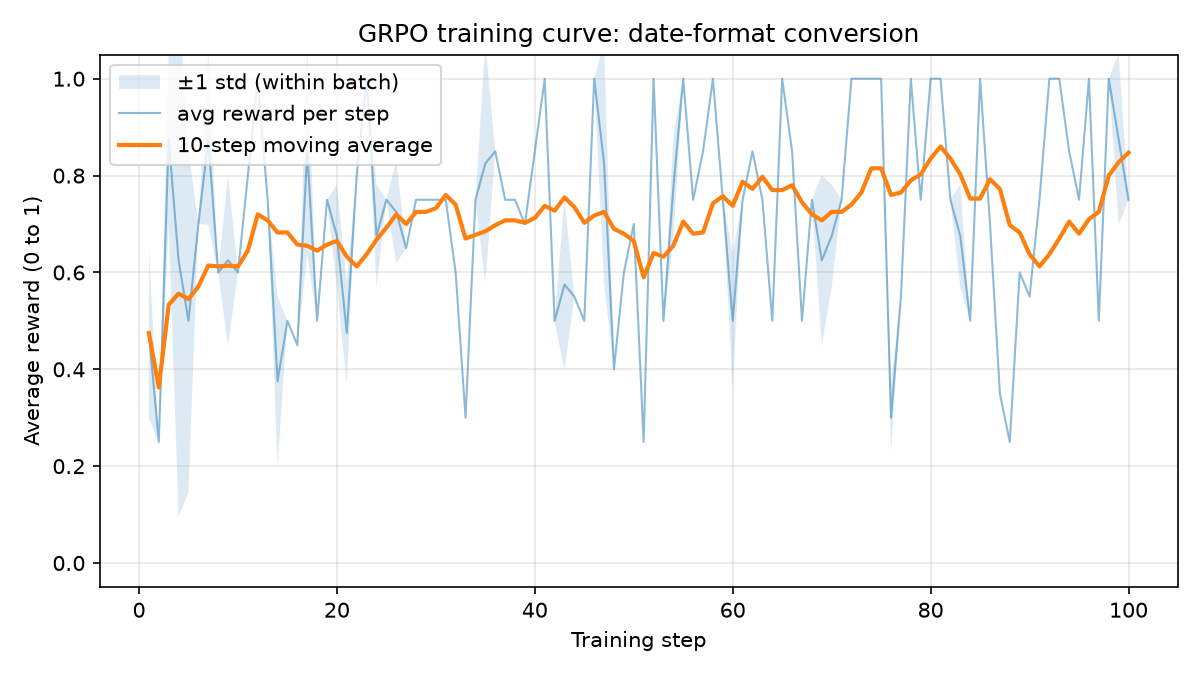 GRPO training curve: date-format conversion
±1 std (within batch)
avg reward per step
10-step moving average
Average reward (0 to 1)
1.0
0.8
0.6
0.4
0.2
0.0
0 20 40 60 80 100
Training step